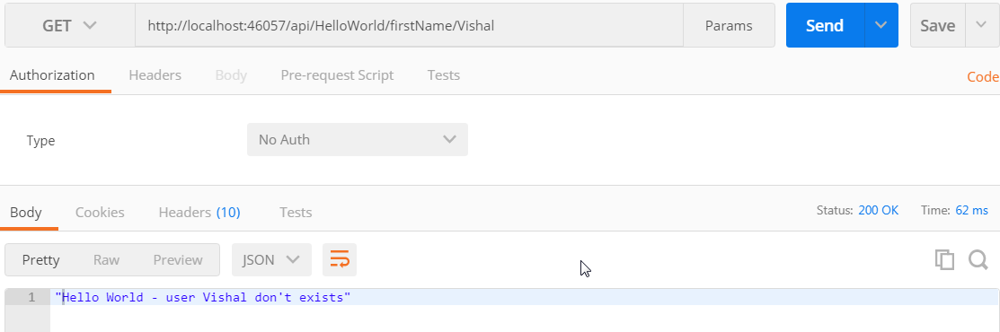 GET http://localhost:46057/api/HelloWorld/firstName/Vishal Params Send Save
Authorization Headers Body Pre-request Script Tests Code
Type No Auth
Body Cookies Headers (10) Tests Status: 200 OK Time: 62 ms
Pretty Raw Preview JSON
1 "Hello World - user Vishal don't exists"